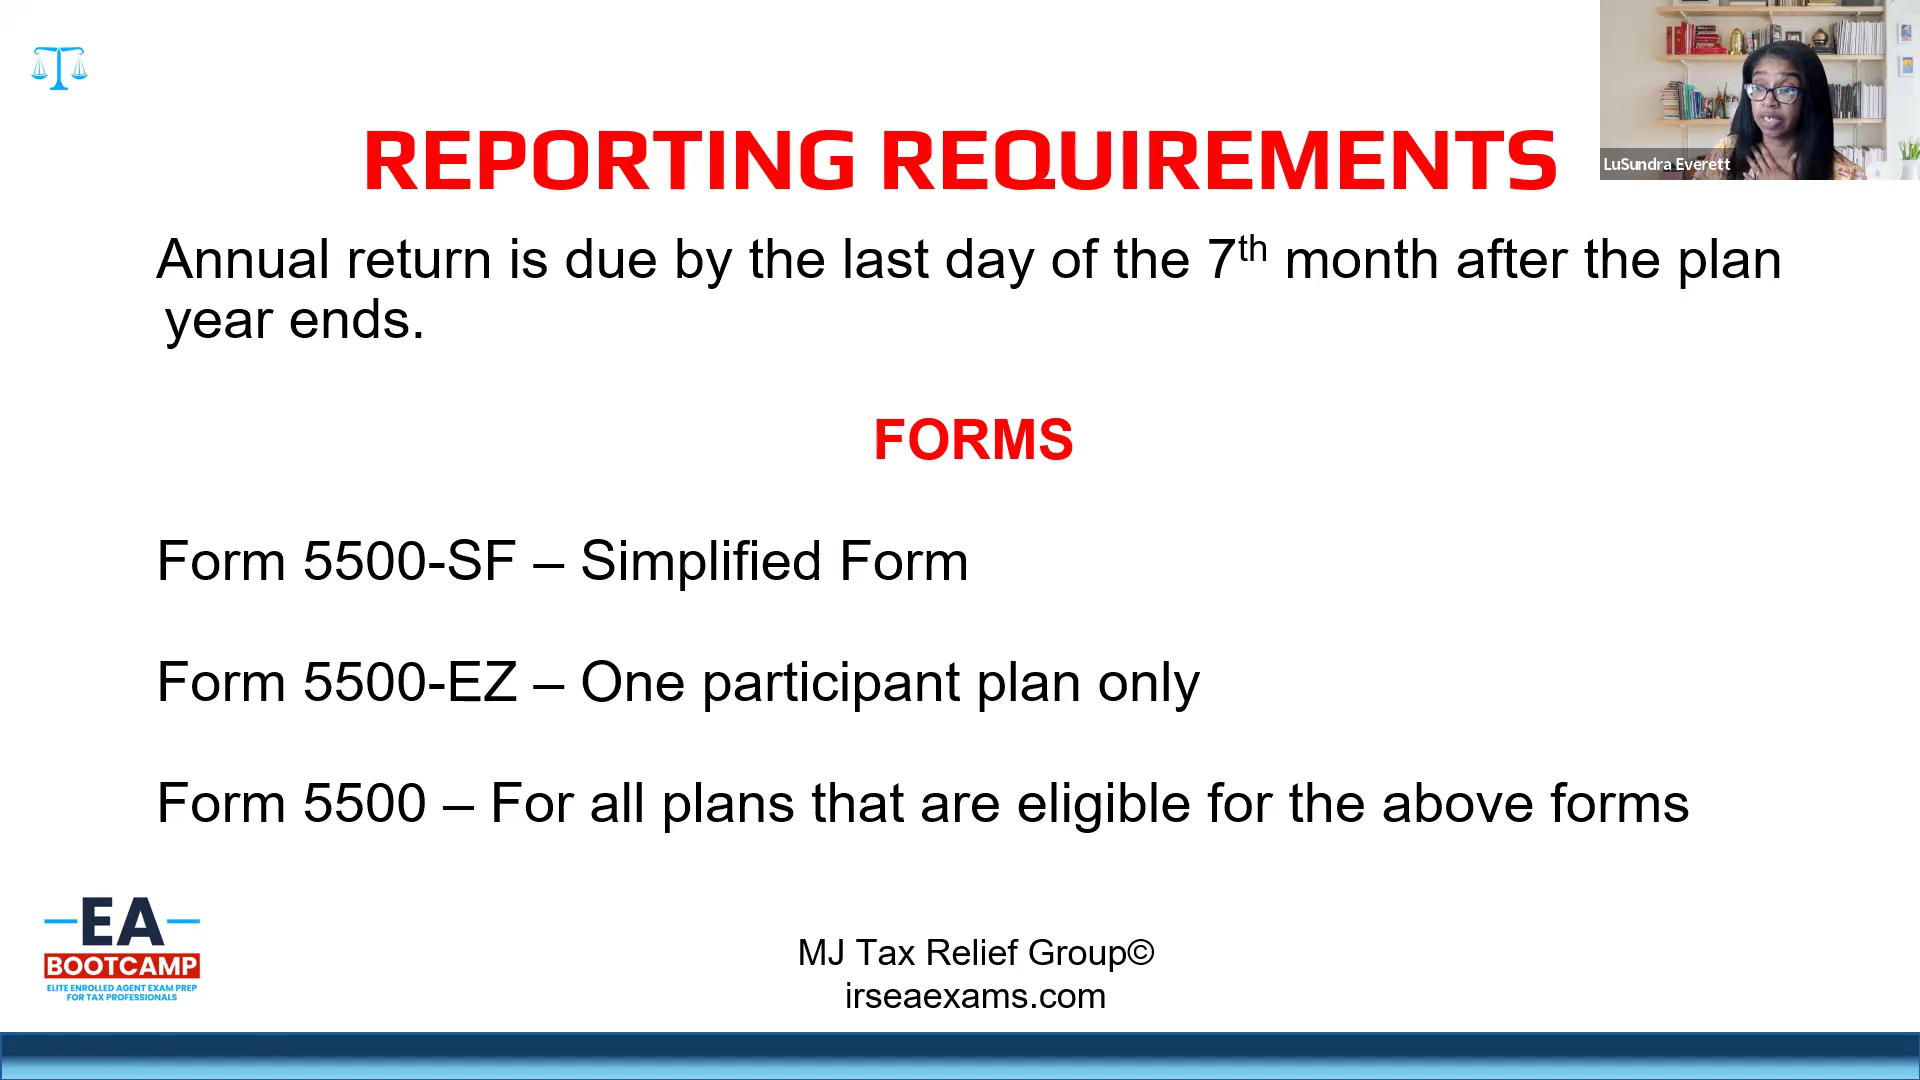 REPORTING REQUIREMENTS
Annual return is due by the last day of the 7th month after the plan
year ends.
FORMS
Form 5500-SF – Simplified Form
Form 5500-EZ – One participant plan only
Form 5500 – For all plans that are eligible for the above forms
LuSundra Everett
EA
BOOTCAMP
ELITE ENROLLED AGENT EXAM PREP
FOR TAX PROFESSIONALS
MJ Tax Relief Group©
irseaexams.com